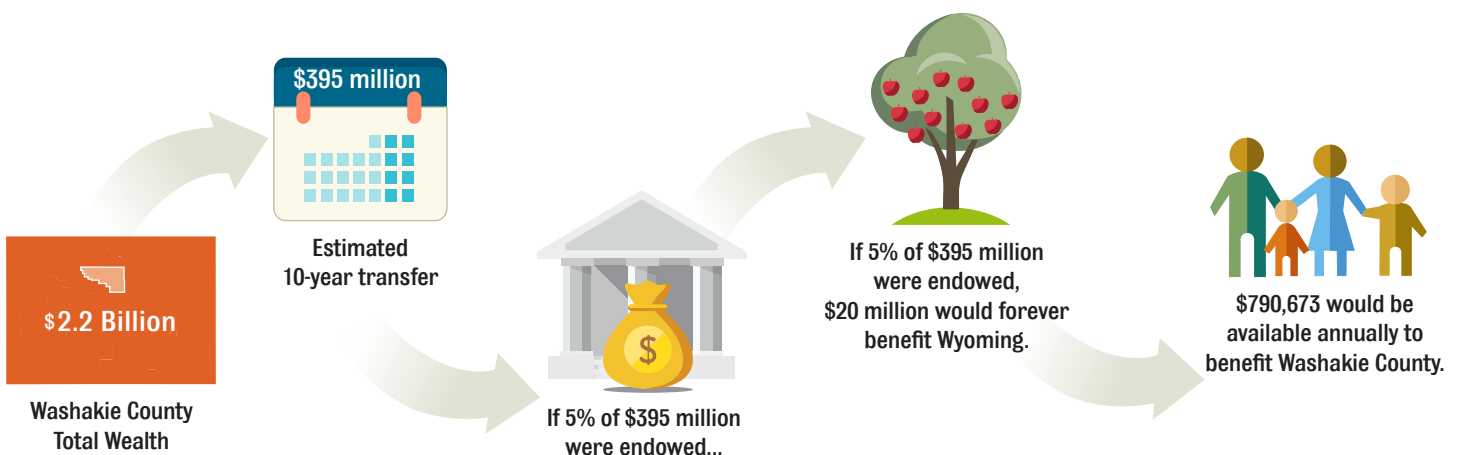 $2.2 Billion
Washakie County
Total Wealth
$395 million
Estimated
10-year transfer
$
If 5% of $395 million
were endowed...
If 5% of $395 million
were endowed,
$20 million would forever
benefit Wyoming.
$790,673 would be
available annually to
benefit Washakie County.